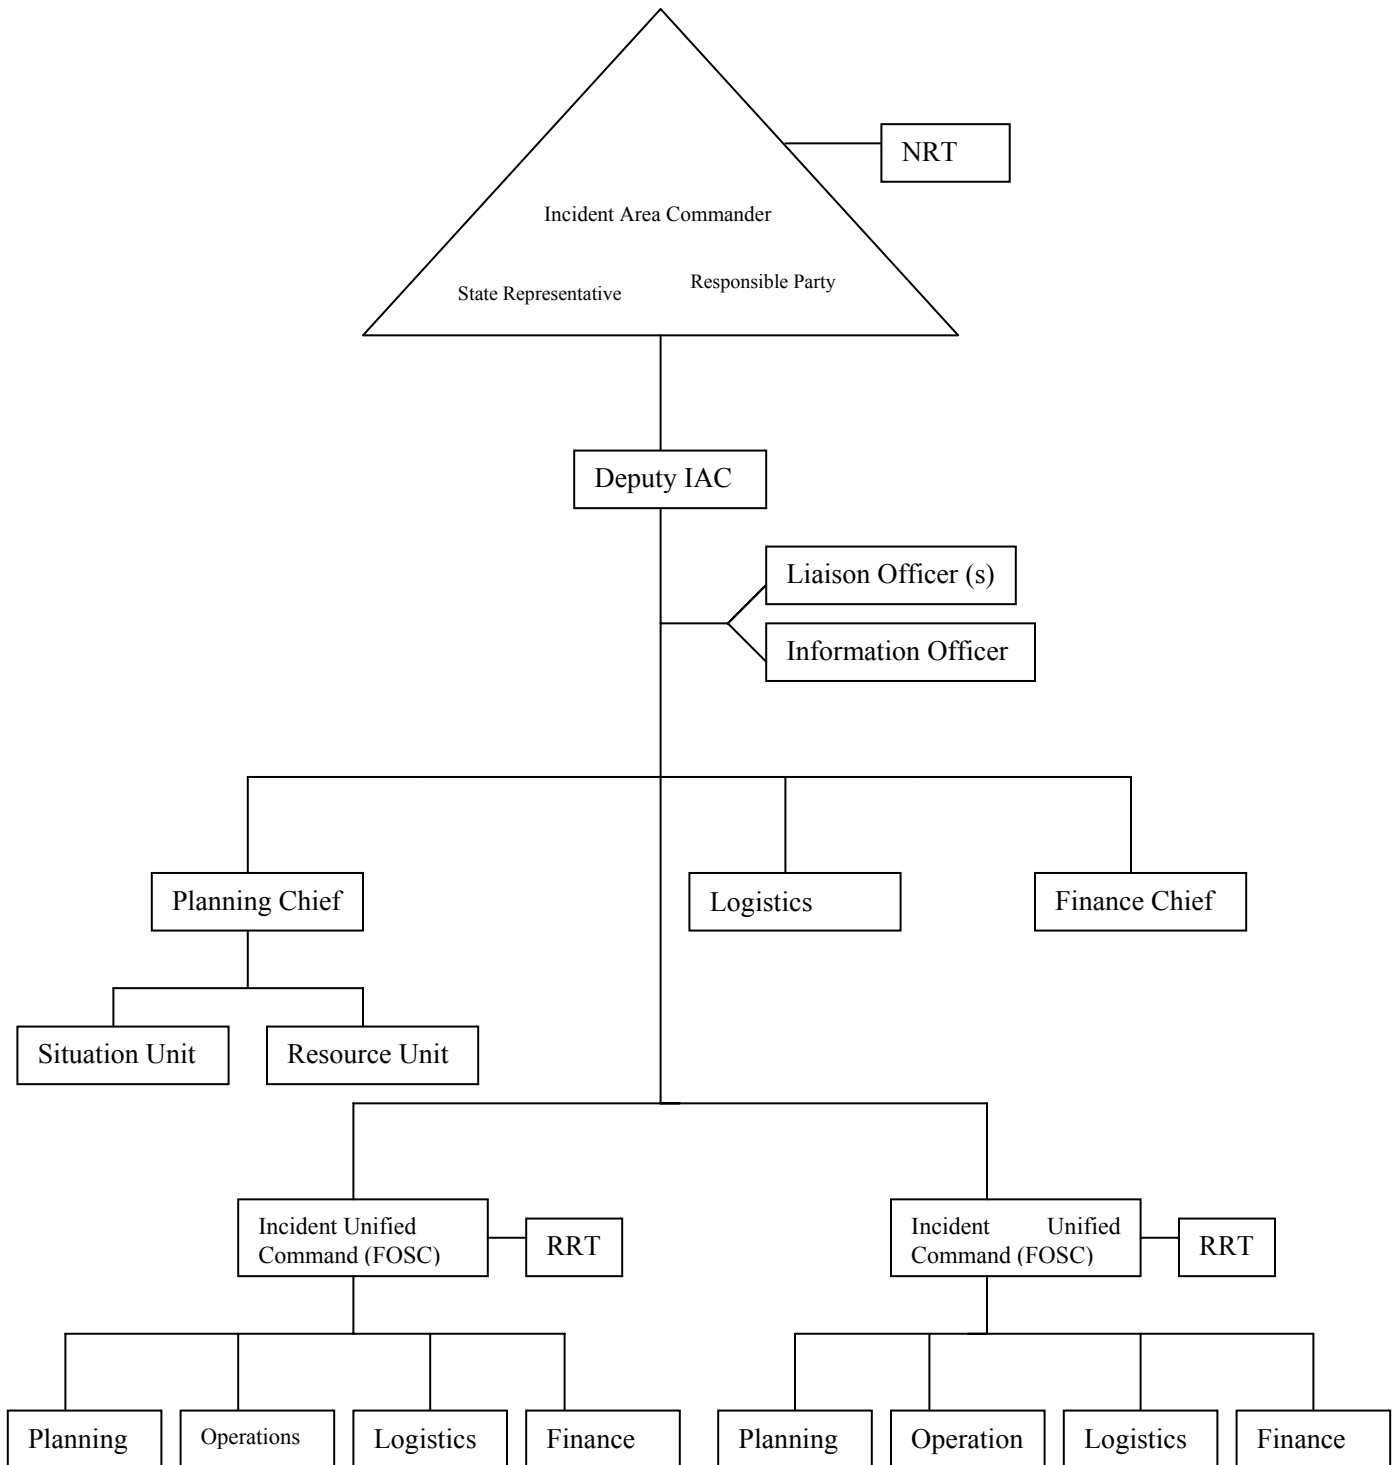 NRT
Incident Area Commander
State Representative
Responsible Party
Deputy IAC
Liaison Officer (s)
Information Officer
Planning Chief
Logistics
Finance Chief
Situation Unit
Resource Unit
Incident Unified
Command (FOSC)
RRT
Incident Unified
Command (FOSC)
RRT
Planning
Operations
Logistics
Finance
Planning
Operation
Logistics
Finance